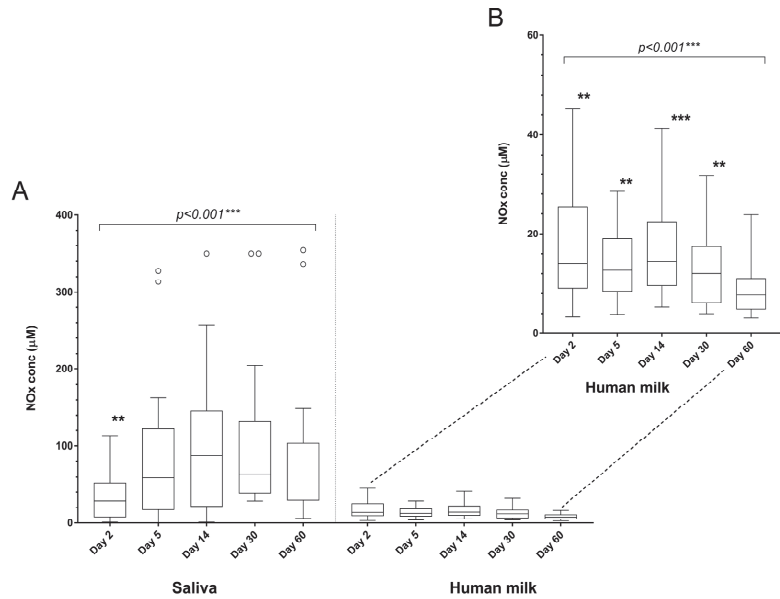 B
p<0.001***
60
40
20
0
NOx conc (μM)
**
**
***
**
Day 2
Day 5
Day 14
Day 30
Day 60
Human milk
A
p<0.001***
400
300
200
100
0
NOx conc (μM)
**
Day 2
Day 5
Day 14
Day 30
Day 60
Day 2
Day 5
Day 14
Day 30
Day 60
Saliva
Human milk